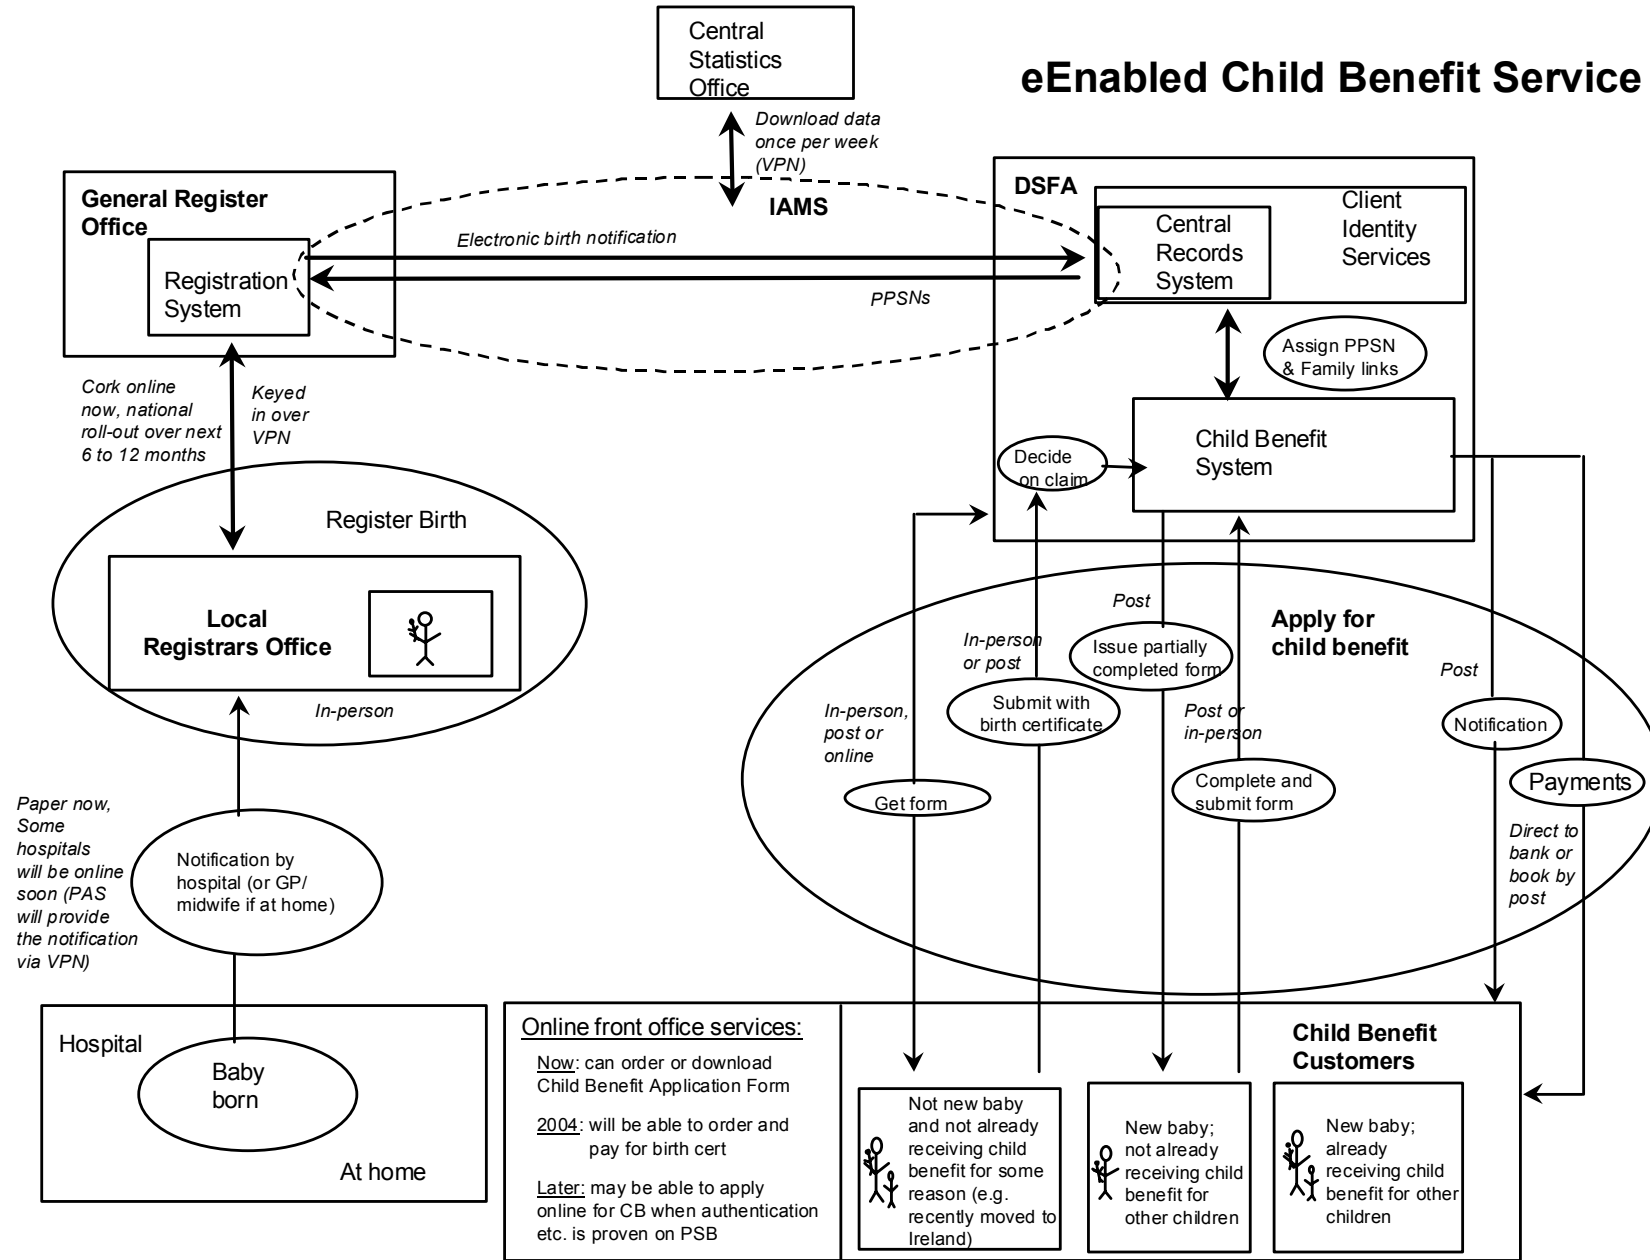 Central
Statistics
Office
eEnabled Child Benefit Service
Download data
once per week
(VPN)
General Register
Office
Registration
System
IAMS
Electronic birth notification
PPSNs
DSFA
Client
Identity
Services
Central
Records
System
Assign PPSN
& Family links
Child Benefit
System
Decide
on claim
Cork online
now, national
roll-out over next
6 to 12 months
Keyed
in over
VPN
Register Birth
Local
Registrars Office
In-person
Paper now,
Some
hospitals
will be online
soon (PAS
will provide
the notification
via VPN)
Notification by
hospital (or GP/
midwife if at home)
Hospital
Baby
born
At home
Apply for
child benefit
In-person,
post or
online
Get form
In-person
or post
Submit with
birth certificate
Post
Issue partially
completed form
Post or
in-person
Complete and
submit form
Post
Notification
Payments
Direct to
bank or
book by
post
Online front office services:
Now: can order or download
Child Benefit Application Form
2004: will be able to order and
pay for birth cert
Later: may be able to apply
online for CB when authentication
etc. is proven on PSB
Child Benefit
Customers
Not new baby
and not already
receiving child
benefit for some
reason (e.g.
recently moved to
Ireland)
New baby;
not already
receiving child
benefit for
other children
New baby;
already
receiving child
benefit for other
children